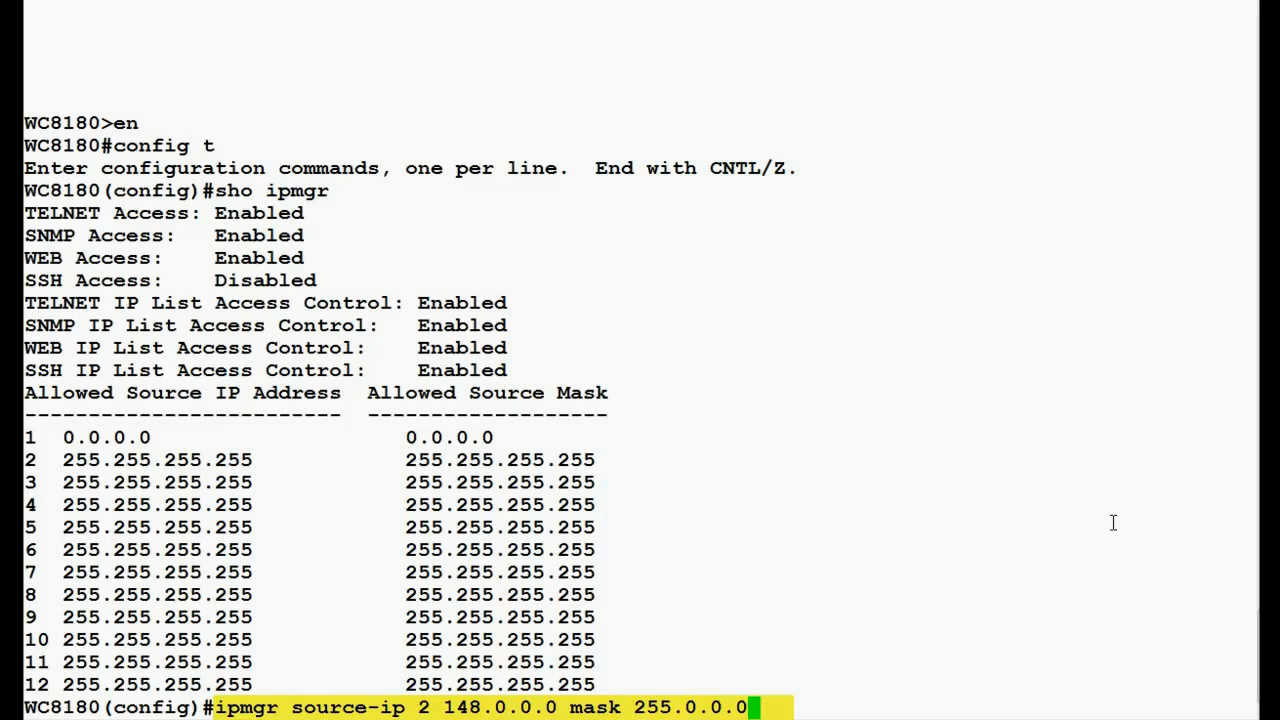 WC8180>en
WC8180#config t
Enter configuration commands, one per line.  End with CNTL/Z.
WC8180(config)#sho ipmgr
TELNET Access: Enabled
SNMP Access:   Enabled
WEB Access:    Enabled
SSH Access:    Disabled
TELNET IP List Access Control: Enabled
SNMP IP List Access Control:   Enabled
WEB IP List Access Control:    Enabled
SSH IP List Access Control:    Enabled
Allowed Source IP Address  Allowed Source Mask
-------------------------  -------------------
1  0.0.0.0                    0.0.0.0
2  255.255.255.255            255.255.255.255
3  255.255.255.255            255.255.255.255
4  255.255.255.255            255.255.255.255
5  255.255.255.255            255.255.255.255
6  255.255.255.255            255.255.255.255
7  255.255.255.255            255.255.255.255
8  255.255.255.255            255.255.255.255
9  255.255.255.255            255.255.255.255
10 255.255.255.255            255.255.255.255
11 255.255.255.255            255.255.255.255
12 255.255.255.255            255.255.255.255
WC8180(config)#ipmgr source-ip 2 148.0.0.0 mask 255.0.0.0